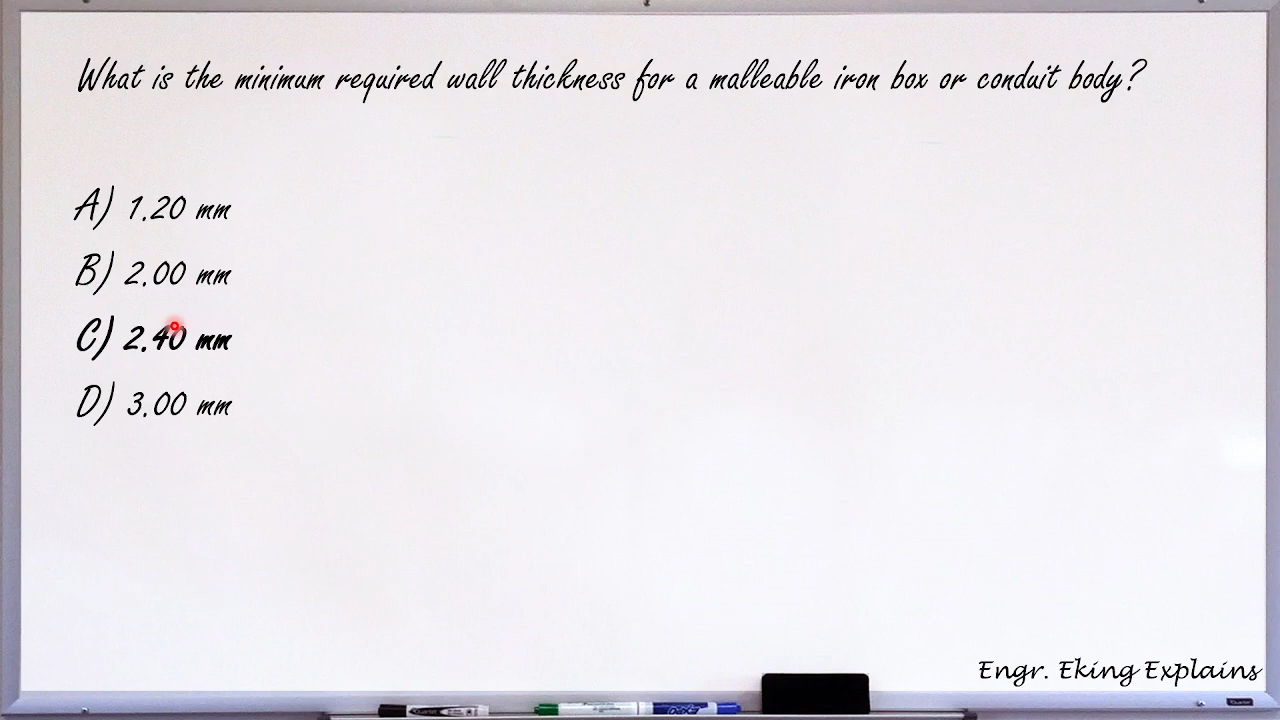 What is the minimum required wall thickness for a malleable iron box or conduit body?
A) 1.20 mm
B) 2.00 mm
C) 2.40 mm
D) 3.00 mm
Engr. Eking Explains